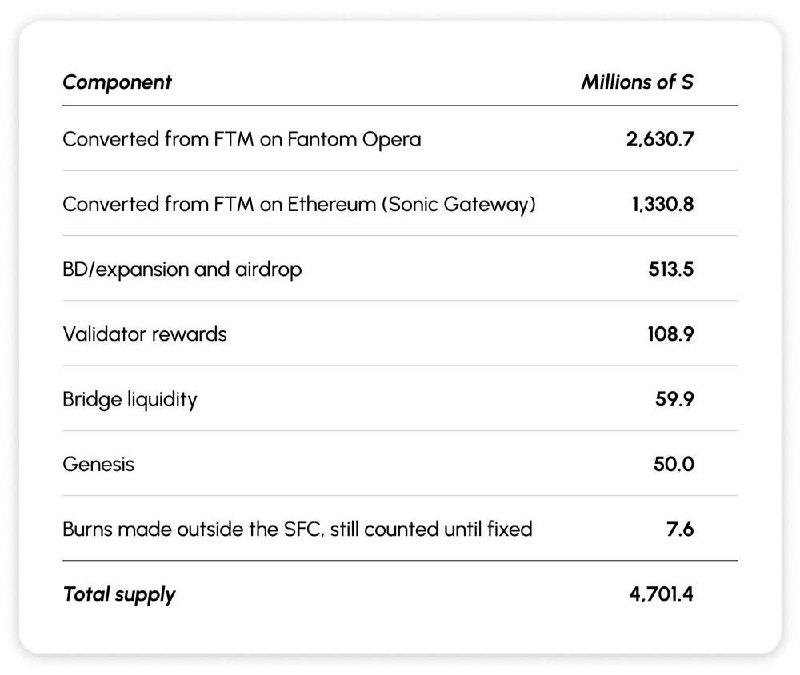 Component Millions of S
Converted from FTM on Fantom Opera 2,630.7
Converted from FTM on Ethereum (Sonic Gateway) 1,330.8
BD/expansion and airdrop 513.5
Validator rewards 108.9
Bridge liquidity 59.9
Genesis 50.0
Burns made outside the SFC, still counted until fixed 7.6
Total supply 4,701.4